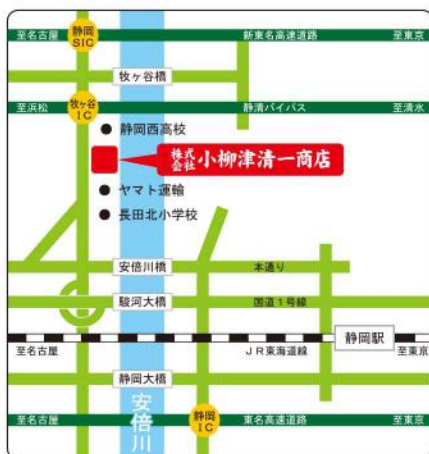 至名古屋
静岡
SIC
新東名高速道路
至東京
牧ヶ谷橋
至浜松
牧ヶ谷
IC
静清バイパス
至清水
静岡西高校
株式会社 小柳津清一商店
ヤマト運輸
長田北小学校
安倍川橋
本通り
駿河大橋
国道1号線
静岡駅
至名古屋
JR東海道線
至東京
静岡大橋
至名古屋
安倍川
静岡
IC
東名高速道路
至東京